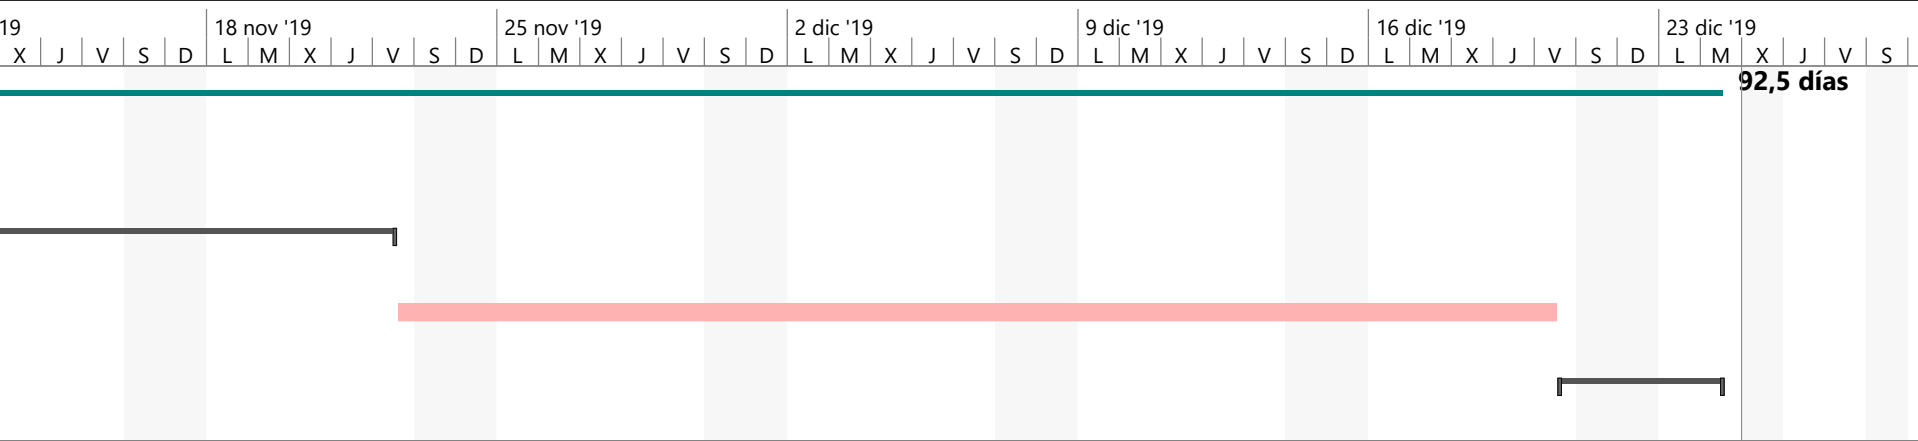 19 18 nov '19 25 nov '19 2 dic '19 9 dic '19 16 dic '19 23 dic '19
X J V S D L M X J V S D L M X J V S D L M X J V S D L M X J V S D L M X J V S D L M X J V S
92,5 días